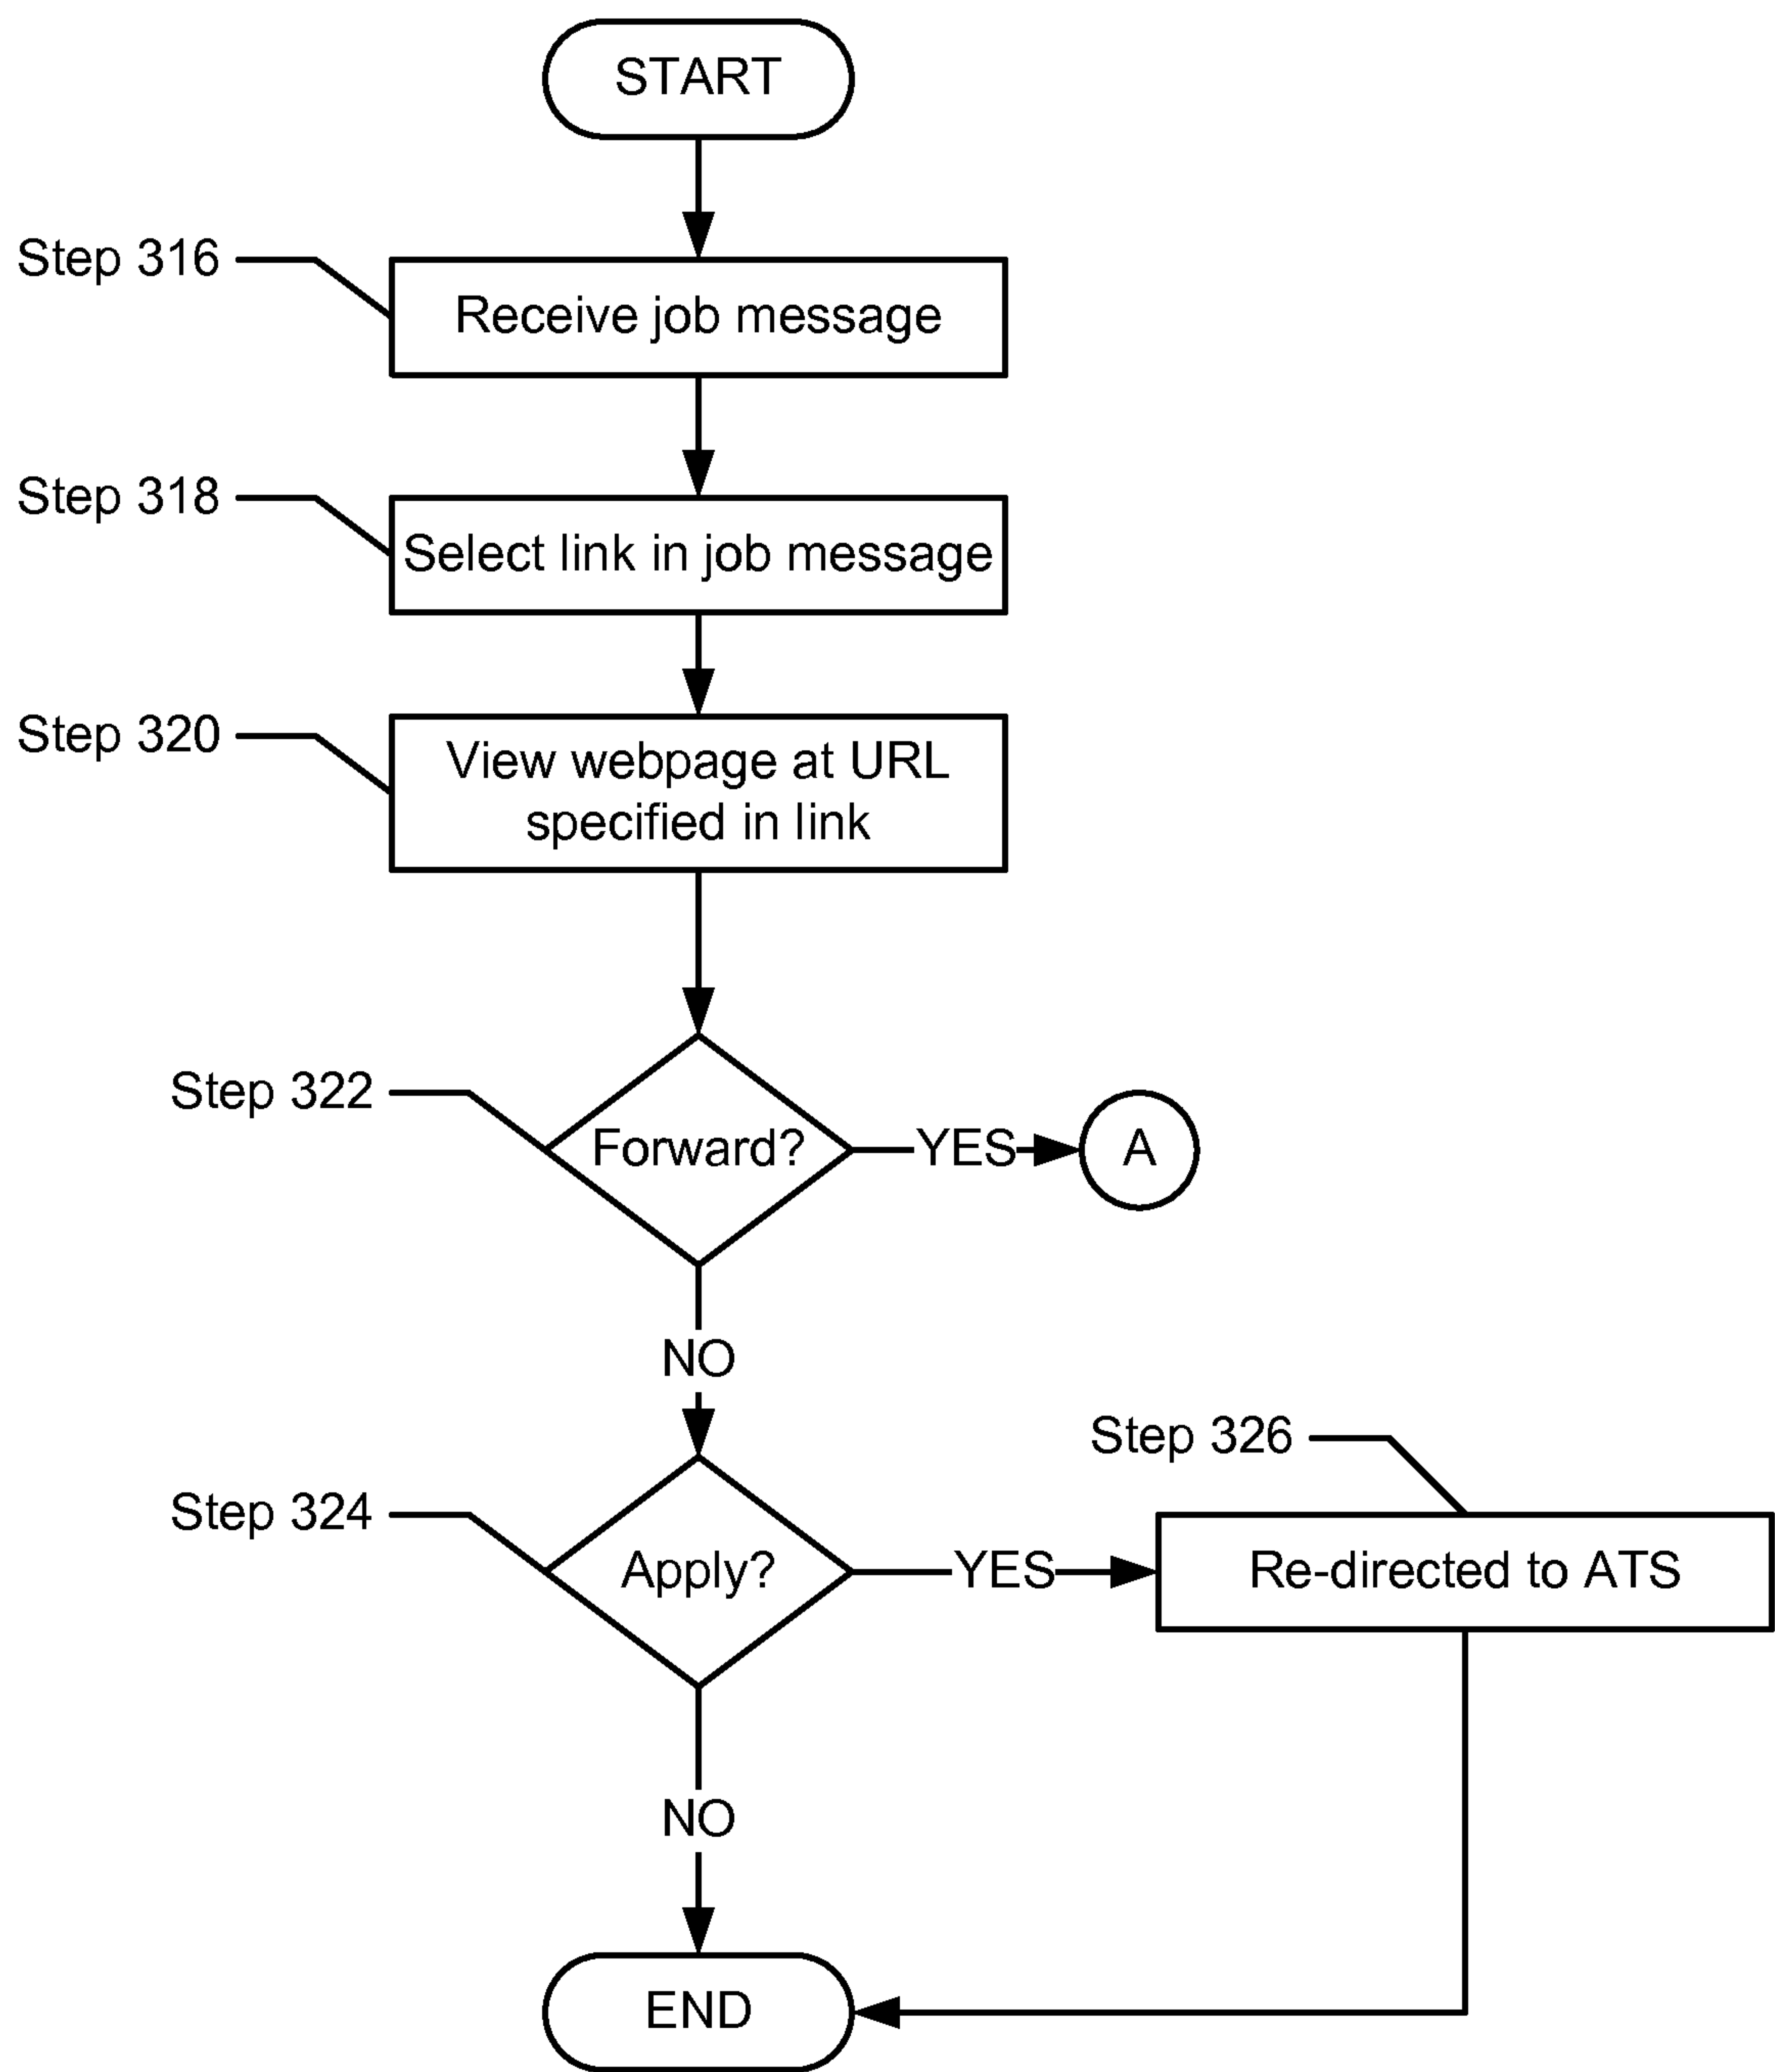 START
Step 316
Receive job message
Step 318
Select link in job message
Step 320
View webpage at URL
specified in link
Step 322
Forward?
YES
A
NO
Step 326
Step 324
Apply?
YES
Re-directed to ATS
NO
END